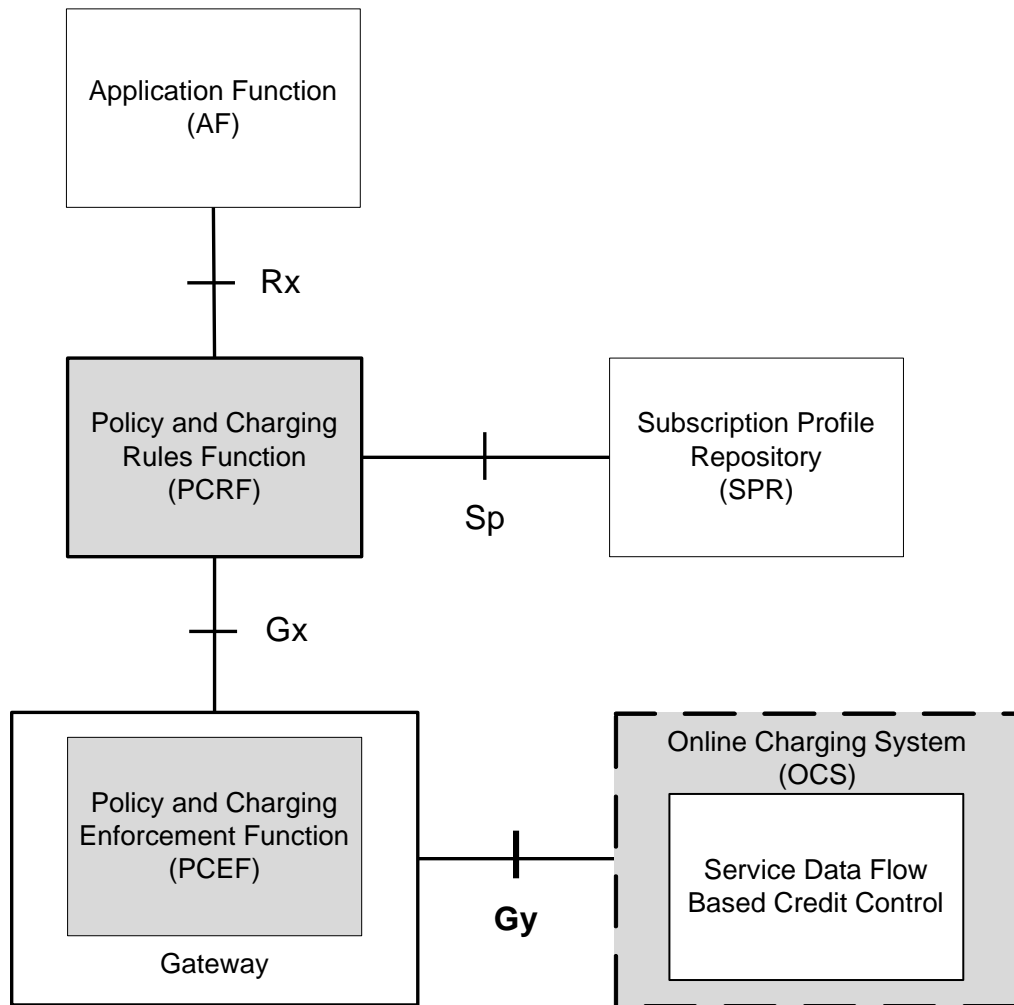 Application Function
(AF)
Rx
Policy and Charging
Rules Function
(PCRF)
Subscription Profile
Repository
(SPR)
Sp
Gx
Online Charging System
(OCS)
Policy and Charging
Enforcement Function
(PCEF)
Service Data Flow
Based Credit Control
Gy
Gateway